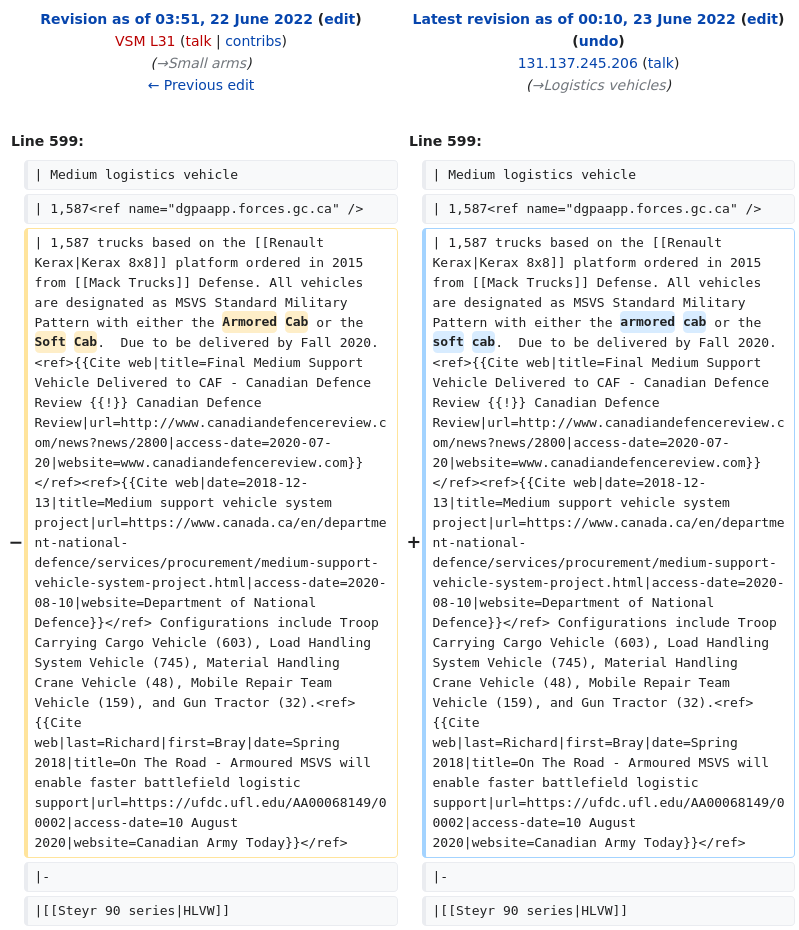 Revision as of 03:51, 22 June 2022 (edit)
VSM L31 (talk | contribs)
(→Small arms)
← Previous edit
Latest revision as of 00:10, 23 June 2022 (edit)
(undo)
131.137.245.206 (talk)
(→Logistics vehicles)
Line 599:
Line 599:
| Medium logistics vehicle
| Medium logistics vehicle
| 1,587<ref name="dgpaapp.forces.gc.ca" />
| 1,587<ref name="dgpaapp.forces.gc.ca" />
−
| 1,587 trucks based on the [[Renault
Kerax|Kerax 8x8]] platform ordered in 2015
from [[Mack Trucks]] Defense. All vehicles
are designated as MSVS Standard Military
Pattern with either the Armored Cab or the
Soft Cab.  Due to be delivered by Fall 2020.
<ref>{{Cite web|title=Final Medium Support
Vehicle Delivered to CAF - Canadian Defence
Review {{!}} Canadian Defence
Review|url=http://www.canadiandefencereview.c
om/news?news/2800|access-date=2020-07-
20|website=www.canadiandefencereview.com}}
</ref><ref>{{Cite web|date=2018-12-
13|title=Medium support vehicle system
project|url=https://www.canada.ca/en/departme
nt-national-
defence/services/procurement/medium-support-
vehicle-system-project.html|access-date=2020-
08-10|website=Department of National
Defence}}</ref> Configurations include Troop
Carrying Cargo Vehicle (603), Load Handling
System Vehicle (745), Material Handling
Crane Vehicle (48), Mobile Repair Team
Vehicle (159), and Gun Tractor (32).<ref>
{{Cite
web|last=Richard|first=Bray|date=Spring
2018|title=On The Road - Armoured MSVS will
enable faster battlefield logistic
support|url=https://ufdc.ufl.edu/AA00068149/0
0002|access-date=10 August
2020|website=Canadian Army Today}}</ref>
+
| 1,587 trucks based on the [[Renault
Kerax|Kerax 8x8]] platform ordered in 2015
from [[Mack Trucks]] Defense. All vehicles
are designated as MSVS Standard Military
Pattern with either the armored cab or the
soft cab.  Due to be delivered by Fall 2020.
<ref>{{Cite web|title=Final Medium Support
Vehicle Delivered to CAF - Canadian Defence
Review {{!}} Canadian Defence
Review|url=http://www.canadiandefencereview.c
om/news?news/2800|access-date=2020-07-
20|website=www.canadiandefencereview.com}}
</ref><ref>{{Cite web|date=2018-12-
13|title=Medium support vehicle system
project|url=https://www.canada.ca/en/departme
nt-national-
defence/services/procurement/medium-support-
vehicle-system-project.html|access-date=2020-
08-10|website=Department of National
Defence}}</ref> Configurations include Troop
Carrying Cargo Vehicle (603), Load Handling
System Vehicle (745), Material Handling
Crane Vehicle (48), Mobile Repair Team
Vehicle (159), and Gun Tractor (32).<ref>
{{Cite
web|last=Richard|first=Bray|date=Spring
2018|title=On The Road - Armoured MSVS will
enable faster battlefield logistic
support|url=https://ufdc.ufl.edu/AA00068149/0
0002|access-date=10 August
2020|website=Canadian Army Today}}</ref>
|-
|-
|[[Steyr 90 series|HLVW]]
|[[Steyr 90 series|HLVW]]